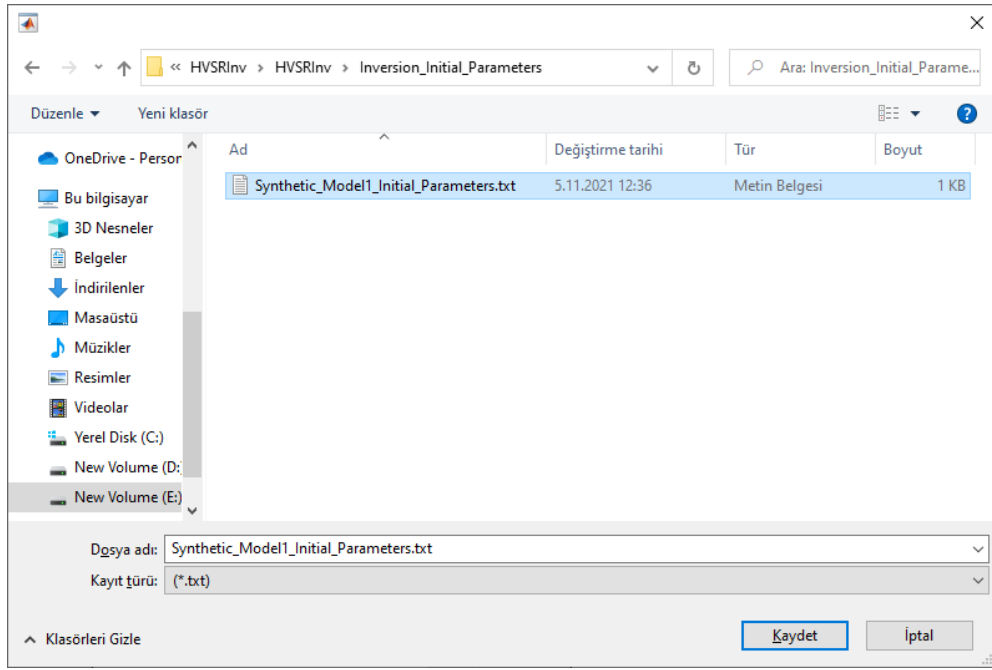 « HVSRInv > HVSRInv > Inversion_Initial_Parameters
Ara: Inversion_Initial_Parame...
Düzenle Yeni klasör
Ad Değiştirme tarihi Tür Boyut
Synthetic_Model1_Initial_Parameters.txt 5.11.2021 12:36 Metin Belgesi 1 KB
OneDrive - Person
Bu bilgisayar
3D Nesneler
Belgeler
İndirilenler
Masaüstü
Müzikler
Resimler
Videolar
Yerel Disk (C:)
New Volume (D:
New Volume (E:)
Dosya adı: Synthetic_Model1_Initial_Parameters.txt
Kayıt türü: (*.txt)
Klasörleri Gizle
Kaydet İptal